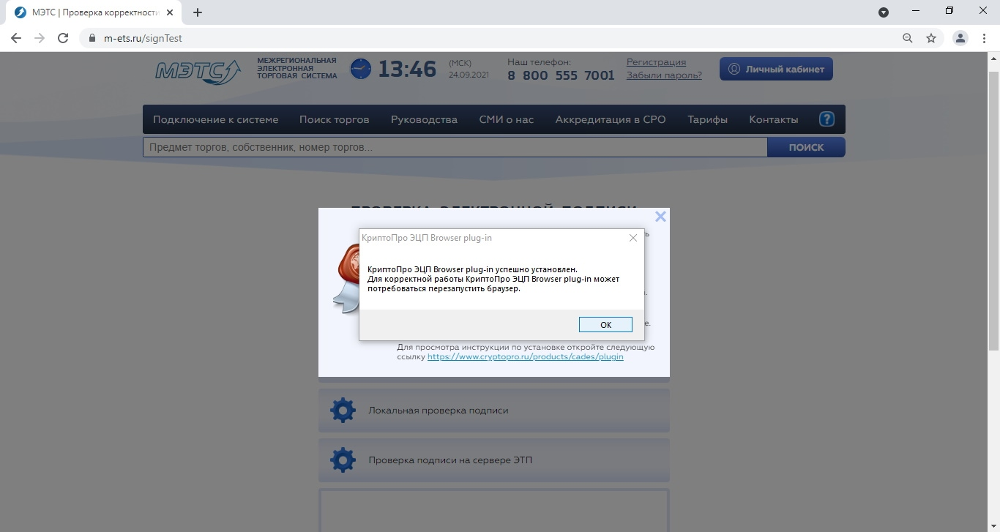 МЭТС | Проверка корректности
m-ets.ru/signTest
МЭТС
МЕЖРЕГИОНАЛЬНАЯ
ЭЛЕКТРОННАЯ
ТОРГОВАЯ СИСТЕМА
13:46
(МСК)
24.09.2021
Наш телефон:
8 800 555 7001
Регистрация
Забыли пароль?
Личный кабинет
Подключение к системе Поиск торгов Руководства СМИ о нас Аккредитация в СРО Тарифы Контакты ?
Предмет торгов, собственник, номер торгов...
ПОИСК
ПРОВЕРКА ЭЛЕКТРОННОЙ ПОДПИСИ
КриптоПро ЭЦП Browser plug-in
КриптоПро ЭЦП Browser plug-in успешно установлен.
Для корректной работы КриптоПро ЭЦП Browser plug-in может
потребоваться перезапустить браузер.
OK
Для просмотра инструкции по установке откройте следующую
ссылку https://www.cryptopro.ru/products/cades/plugin
Локальная проверка подписи
Проверка подписи на сервере ЭТП